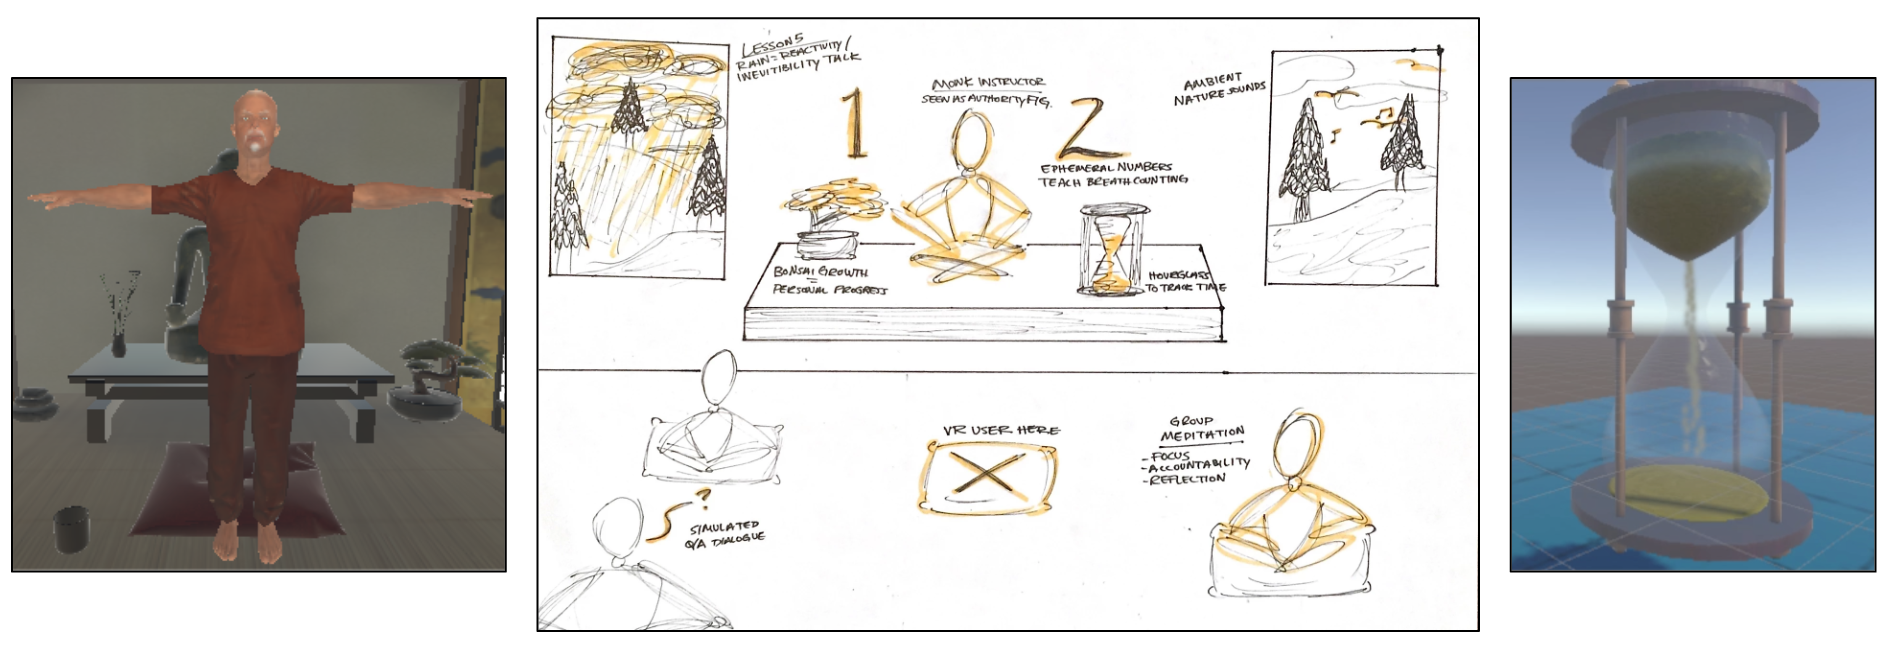 LESSON 5
RAIN = REACTIVITY/
INEVITIBILITY TALK
1
MONK INSTRUCTOR
SEEN AS AUTHORITY FIG.
2
EPHEMERAL NUMBERS
TEACH BREATH COUNTING
AMBIENT
NATURE SOUNDS
BONSAI GROWTH
=
PERSONAL PROGRESS
HOURGLASS
TO TRACK TIME
?
SIMULATED
Q/A DIALOGUE
VR USER HERE
GROUP
MEDITATION
- FOCUS
- ACCOUNTABILITY
- REFLECTION